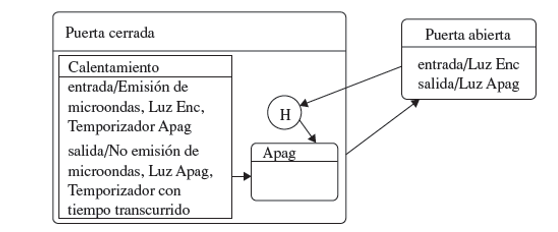 Puerta cerrada
Calentamiento
entrada/Emisión de
microondas, Luz Enc,
Temporizador Apag
salida/No emisión de
microondas, Luz Apag,
Temporizador con
tiempo transcurrido
H
Apag
Puerta abierta
entrada/Luz Enc
salida/Luz Apag